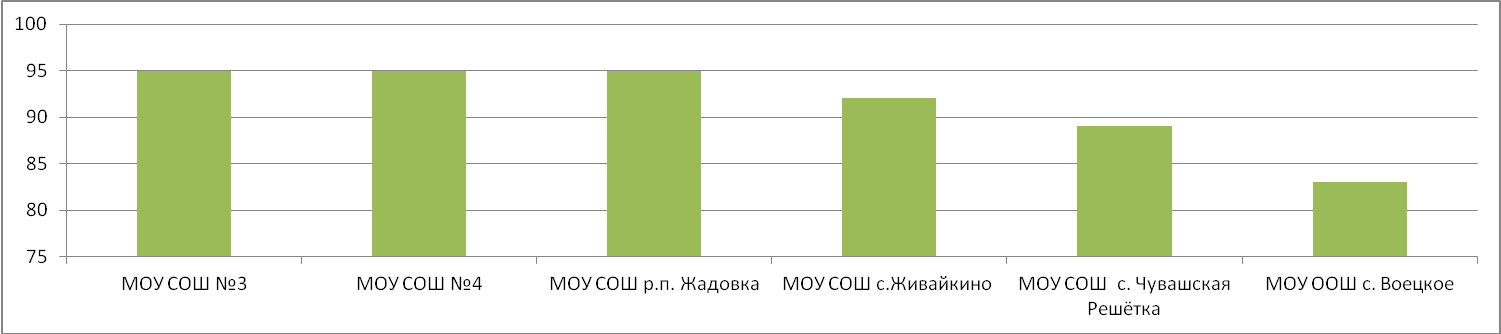 100
95
90
85
80
75
МОУ СОШ №3
МОУ СОШ №4
МОУ СОШ р.п. Жадовка
МОУ СОШ с.Живайкино
МОУ СОШ с. Чувашская
Решётка
МОУ ООШ с. Воецкое